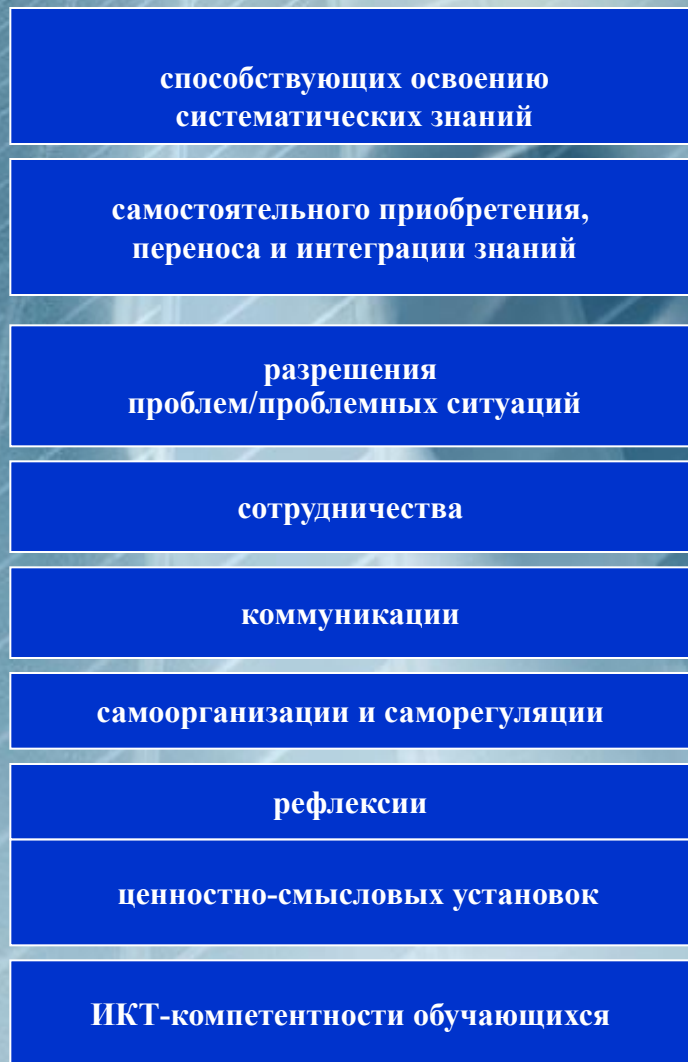 способствующих освоению
систематических знаний
самостоятельного приобретения,
переноса и интеграции знаний
разрешения
проблем/проблемных ситуаций
сотрудничества
коммуникации
самоорганизации и саморегуляции
рефлексии
ценностно-смысловых установок
ИКТ-компетентности обучающихся